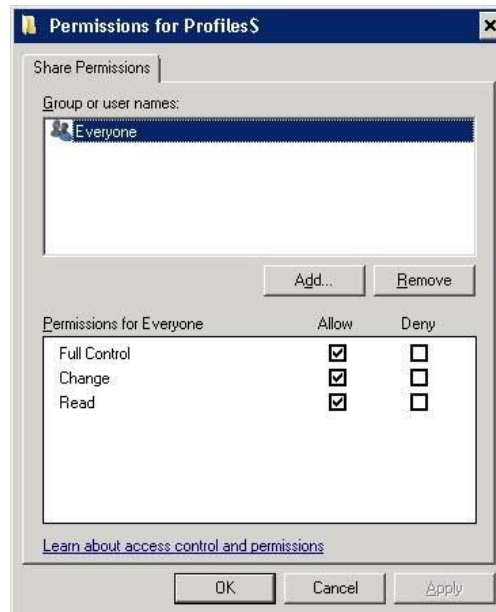 Permissions for Profiles$
Share Permissions
Group or user names:
Everyone
Add...
Remove
Permissions for Everyone
Allow
Deny
Full Control
Change
Read
Learn about access control and permissions
OK
Cancel
Apply